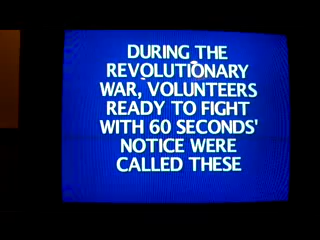 DURING THE
REVOLUTIONARY
WAR, VOLUNTEERS
READY TO FIGHT
WITH 60 SECONDS'
NOTICE WERE
CALLED THESE